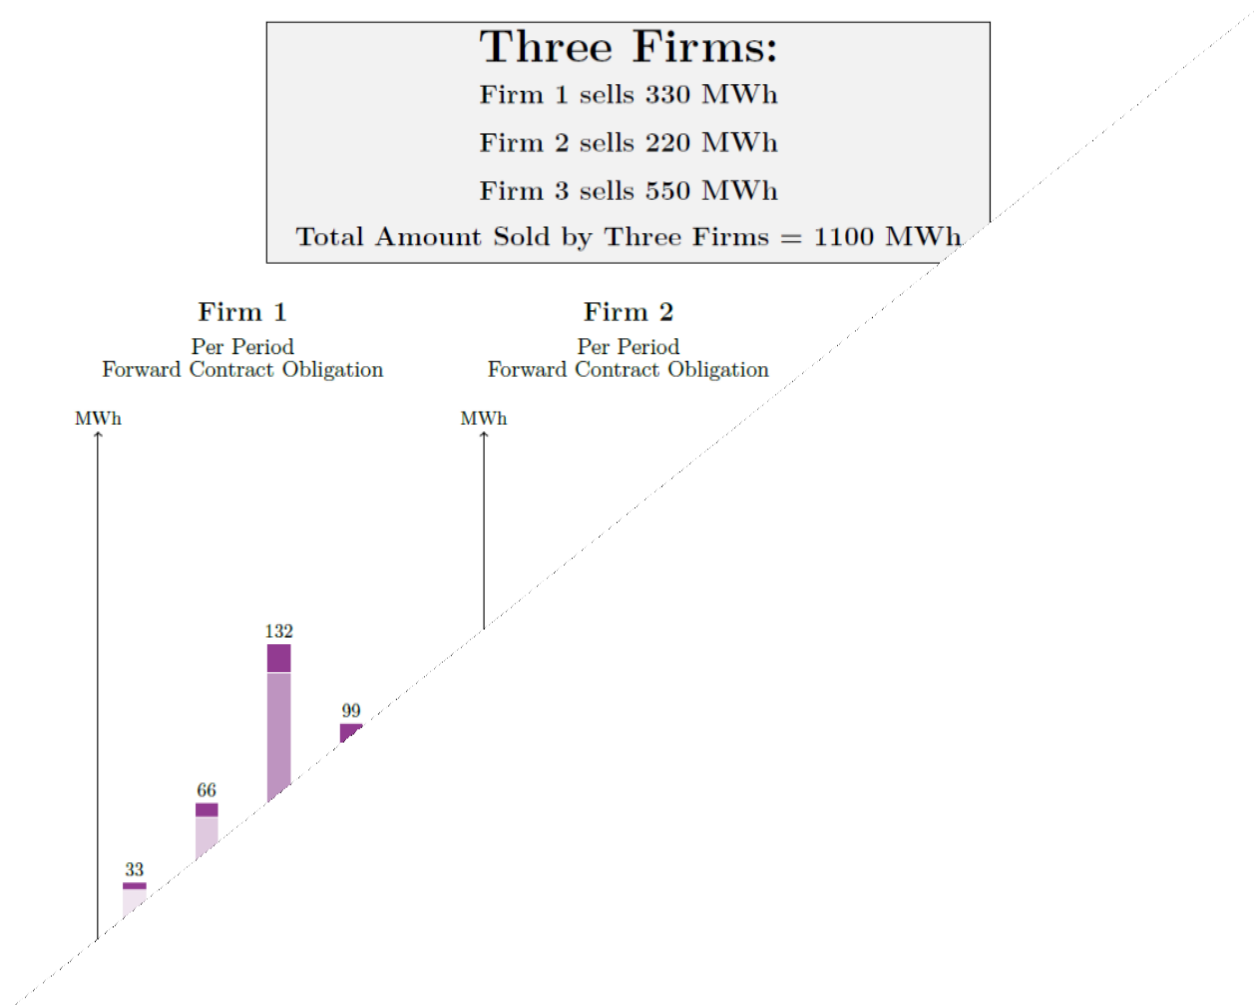 Three Firms:
Firm 1 sells 330 MWh
Firm 2 sells 220 MWh
Firm 3 sells 550 MWh
Total Amount Sold by Three Firms = 1100 MWh
Firm 1
Per Period
Forward Contract Obligation
Firm 2
Per Period
Forward Contract Obligation
MWh
MWh
132
99
66
33